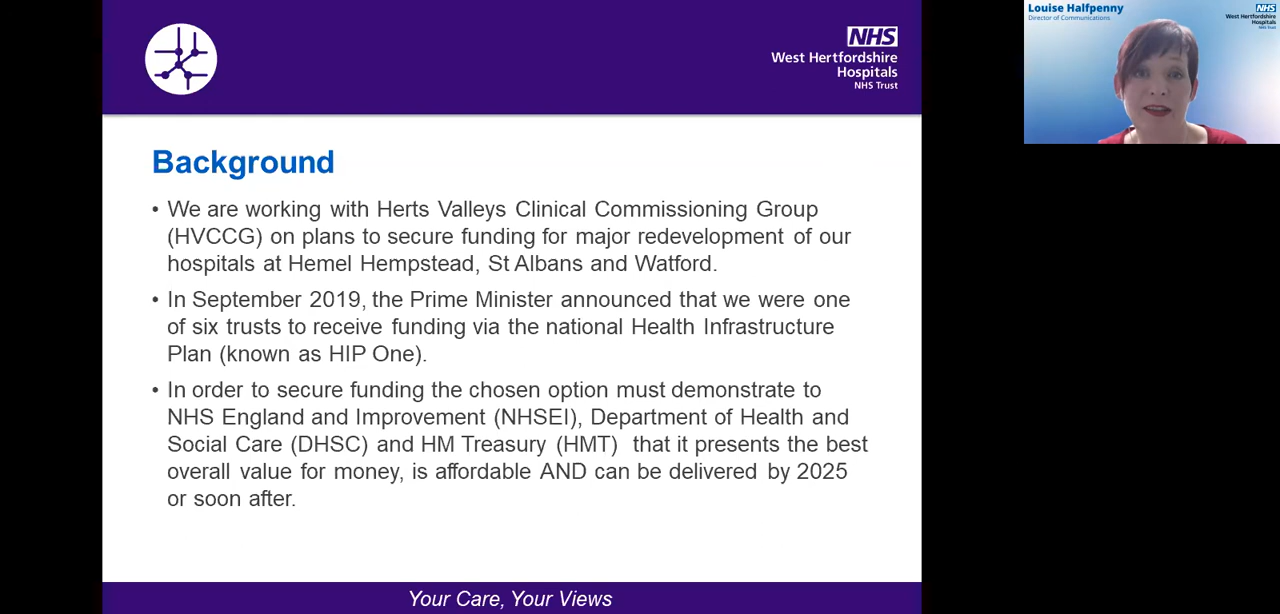 NHS
West Hertfordshire
Hospitals
NHS Trust
Background
• We are working with Herts Valleys Clinical Commissioning Group
(HVCCG) on plans to secure funding for major redevelopment of our
hospitals at Hemel Hempstead, St Albans and Watford.
• In September 2019, the Prime Minister announced that we were one
of six trusts to receive funding via the national Health Infrastructure
Plan (known as HIP One).
• In order to secure funding the chosen option must demonstrate to
NHS England and Improvement (NHSEI), Department of Health and
Social Care (DHSC) and HM Treasury (HMT) that it presents the best
overall value for money, is affordable AND can be delivered by 2025
or soon after.
Your Care, Your Views
Louise Halfpenny
Director of Communications
NHS
West Hertfordshire
Hospitals
NHS Trust